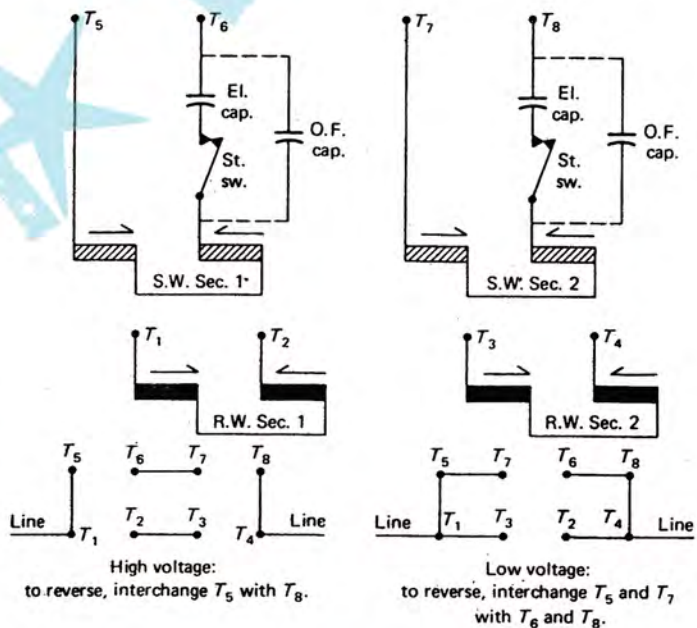 T5 T6 T7 T8
El. cap. El. cap.
O.F. cap. O.F. cap.
St. sw. St. sw.
S.W. Sec. 1 S.W. Sec. 2
T1 T2 T3 T4
R.W. Sec. 1 R.W. Sec. 2
T5 T6 T7 T8 T5 T7 T6 T8
Line T1 T2 T3 T4 Line Line T1 T3 T2 T4 Line
High voltage:
to reverse, interchange T5 with T8.
Low voltage:
to reverse, interchange T5 and T7
with T6 and T8.